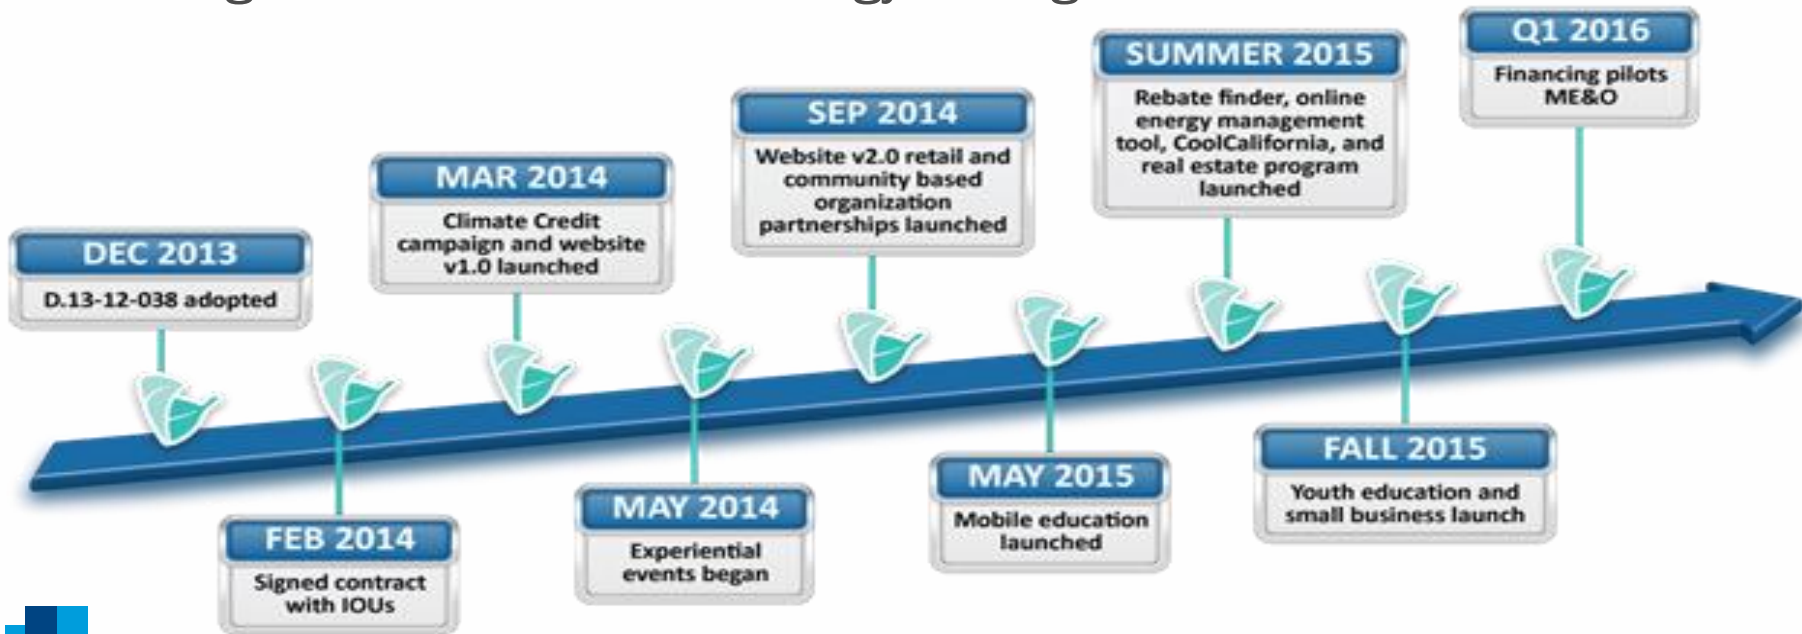 DEC 2013
D.13-12-038 adopted
FEB 2014
Signed contract
with IOUs
MAR 2014
Climate Credit
campaign and website
v1.0 launched
MAY 2014
Experiential
events began
SEP 2014
Website v2.0 retail and
community based
organization
partnerships launched
MAY 2015
Mobile education
launched
SUMMER 2015
Rebate finder, online
energy management
tool, CoolCalifornia, and
real estate program
launched
FALL 2015
Youth education and
small business launch
Q1 2016
Financing pilots
ME&O